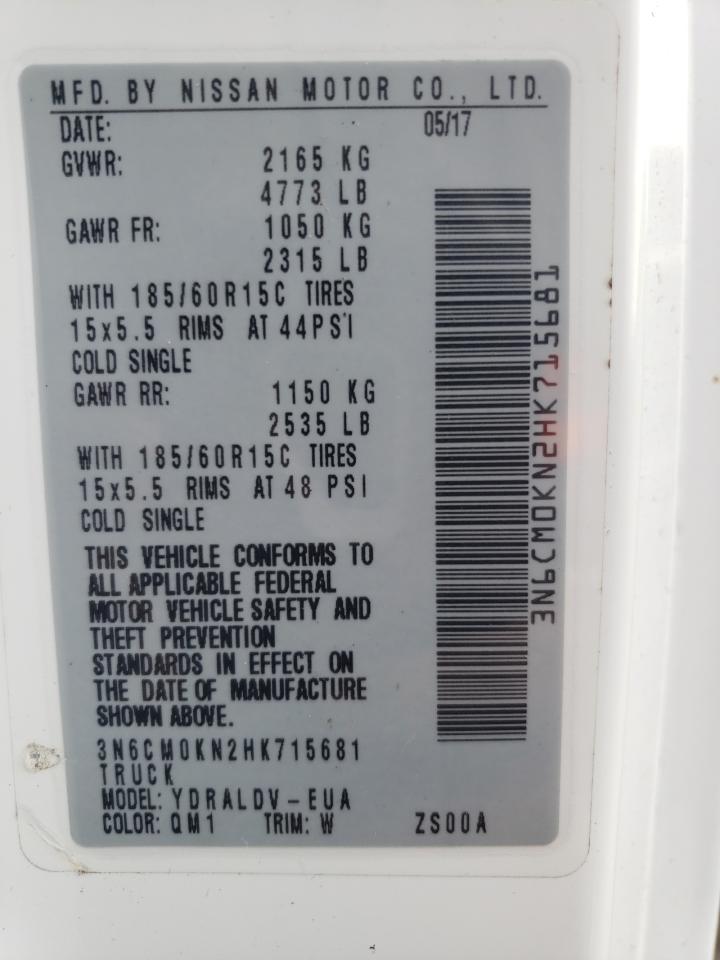 MFD. BY NISSAN MOTOR CO., LTD.
DATE: 05/17
GVWR: 2165 KG
4773 LB
GAWR FR: 1050 KG
2315 LB
WITH 185/60R15C TIRES
15x5.5 RIMS AT 44PSI
COLD SINGLE
GAWR RR: 1150 KG
2535 LB
WITH 185/60R15C TIRES
15x5.5 RIMS AT 48 PSI
COLD SINGLE
THIS VEHICLE CONFORMS TO
ALL APPLICABLE FEDERAL
MOTOR VEHICLE SAFETY AND
THEFT PREVENTION
STANDARDS IN EFFECT ON
THE DATE OF MANUFACTURE
SHOWN ABOVE.
3N6CM0KN2HK715681
TRUCK
MODEL: YDRALDV-EUA
COLOR: QM1 TRIM: W ZS00A
3N6CM0KN2HK715681